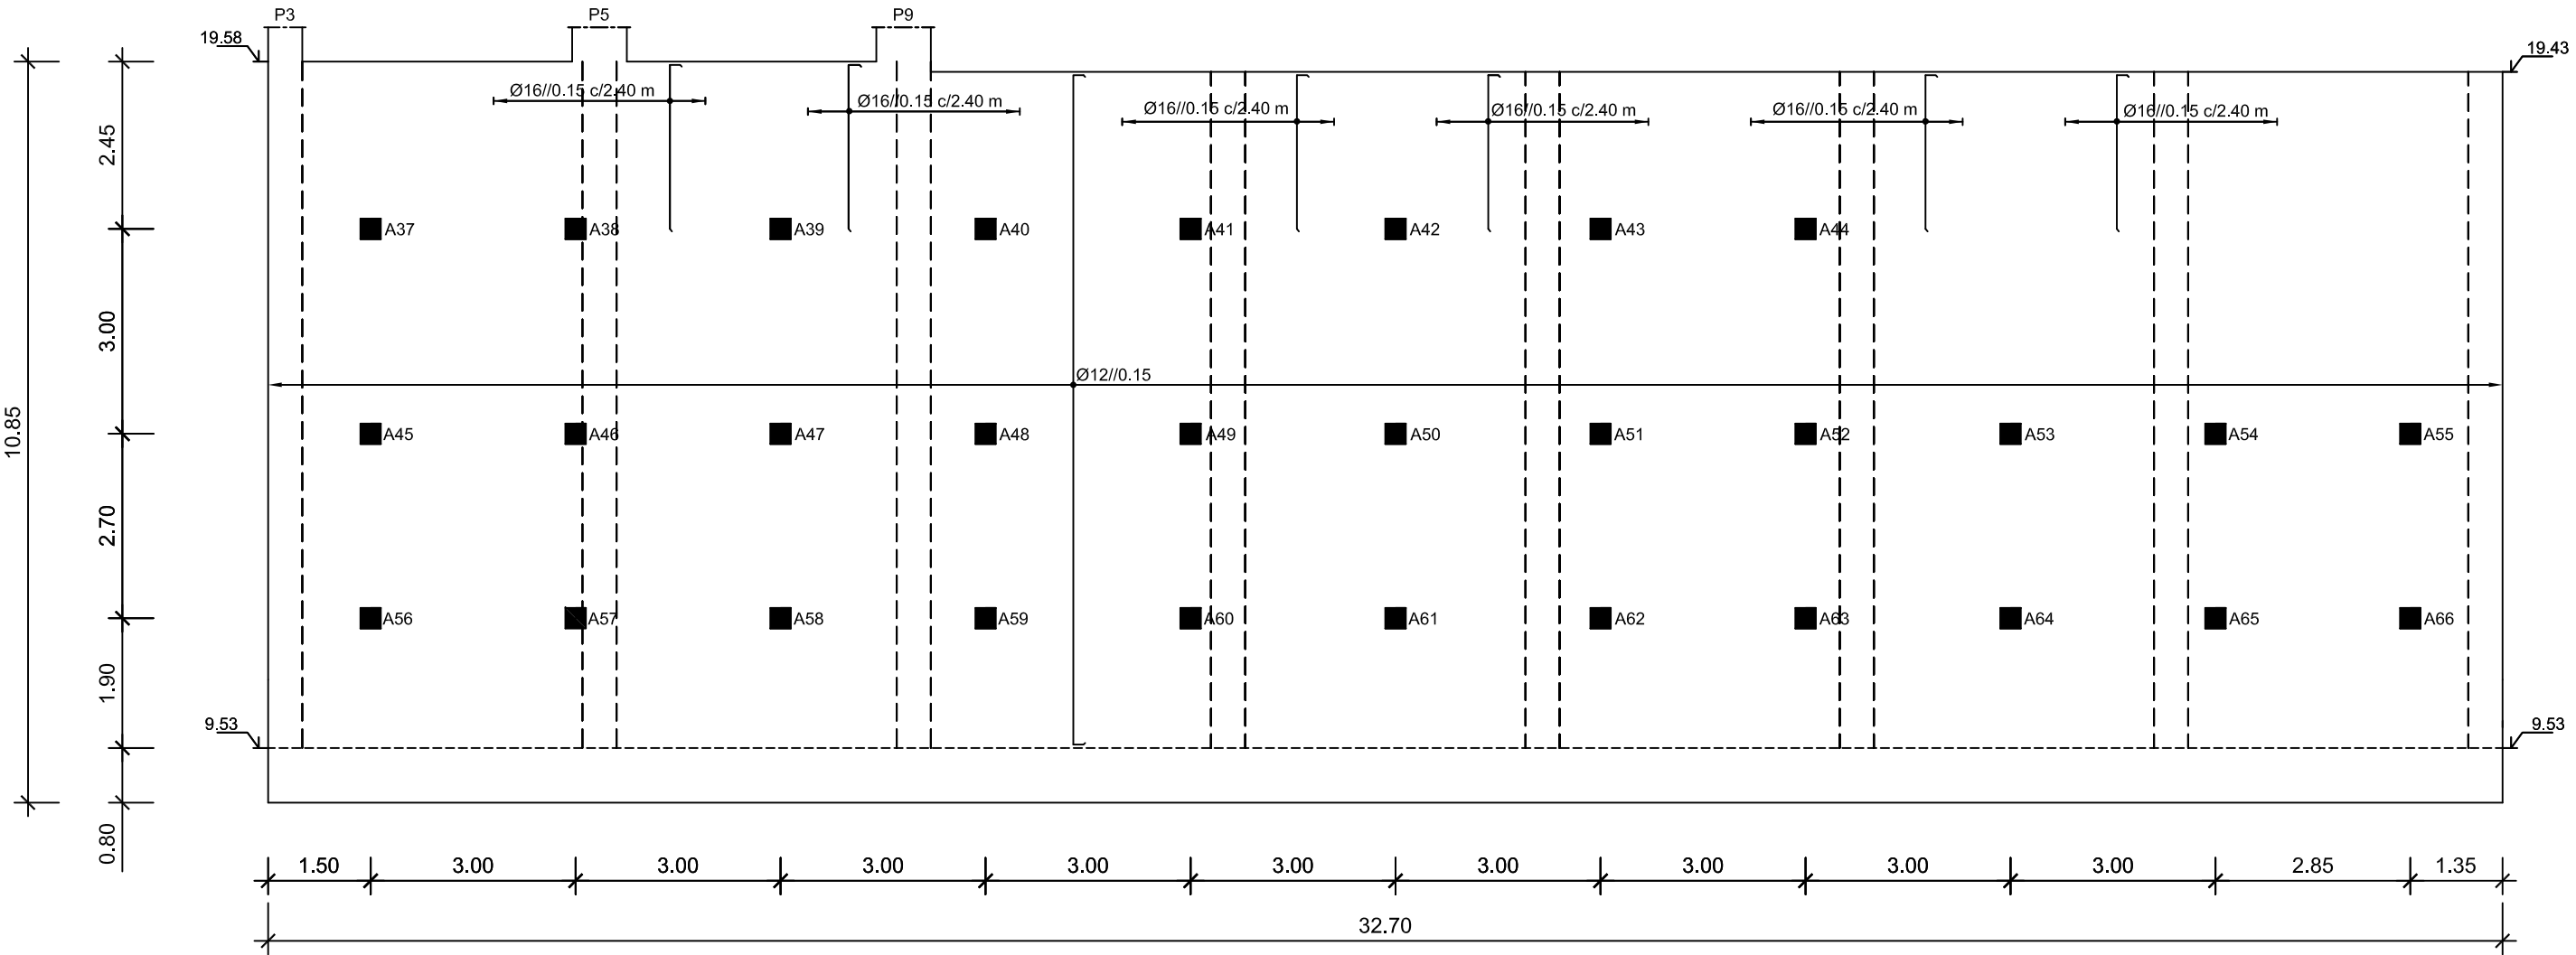 P3 P5 P9
19.58 19.43
Ø16//0.15 c/2.40 m Ø16//0.15 c/2.40 m Ø16//0.15 c/2.40 m Ø16//0.15 c/2.40 m Ø16//0.15 c/2.40 m Ø16//0.15 c/2.40 m
2.45
A37 A38 A39 A40 A41 A42 A43 A44
3.00
Ø12//0.15
10.85
A45 A46 A47 A48 A49 A50 A51 A52 A53 A54 A55
2.70
A56 A57 A58 A59 A60 A61 A62 A63 A64 A65 A66
1.90
9.53 9.53
0.80
1.50 3.00 3.00 3.00 3.00 3.00 3.00 3.00 3.00 3.00 2.85 1.35
32.70